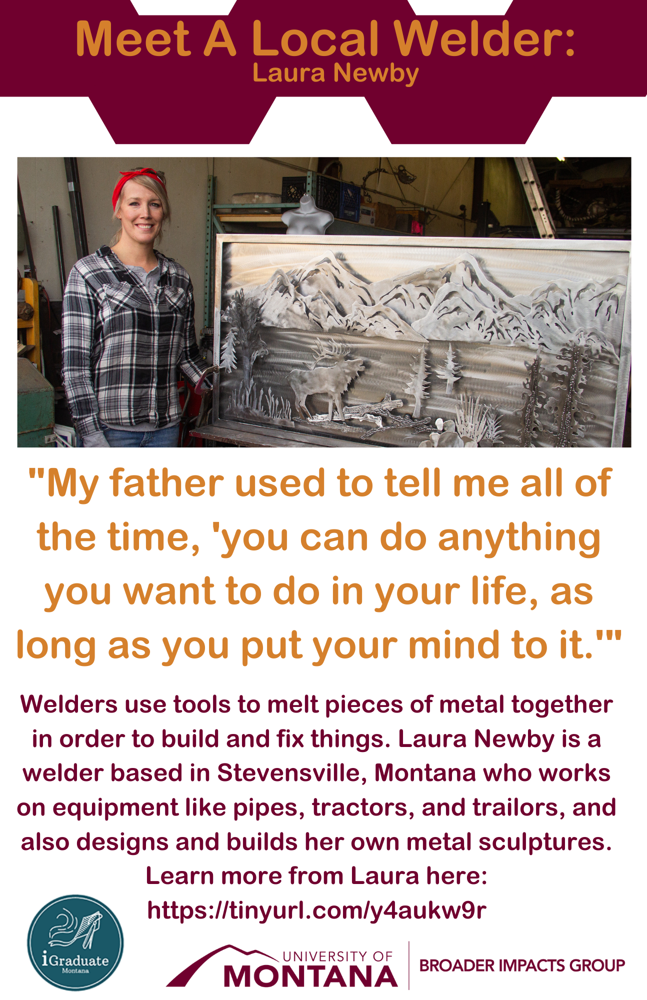 Meet A Local Welder:
Laura Newby
"My father used to tell me all of
the time, 'you can do anything
you want to do in your life, as
long as you put your mind to it.'"
Welders use tools to melt pieces of metal together
in order to build and fix things. Laura Newby is a
welder based in Stevensville, Montana who works
on equipment like pipes, tractors, and trailors, and
also designs and builds her own metal sculptures.
Learn more from Laura here:
https://tinyurl.com/y4aukw9r
iGraduate
Montana
UNIVERSITY OF
MONTANA
BROADER IMPACTS GROUP